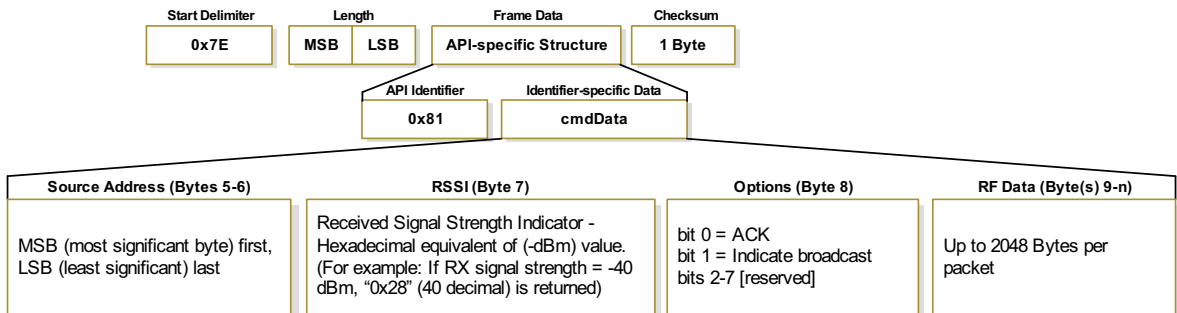 Start Delimiter Length Frame Data Checksum
0x7E MSB LSB API-specific Structure 1 Byte
API Identifier Identifier-specific Data
0x81 cmdData
Source Address (Bytes 5-6)
MSB (most significant byte) first,
LSB (least significant) last
RSSI (Byte 7)
Received Signal Strength Indicator -
Hexadecimal equivalent of (-dBm) value.
(For example: If RX signal strength = -40
dBm, “0x28” (40 decimal) is returned)
Options (Byte 8)
bit 0 = ACK
bit 1 = Indicate broadcast
bits 2-7 [reserved]
RF Data (Byte(s) 9-n)
Up to 2048 Bytes per
packet